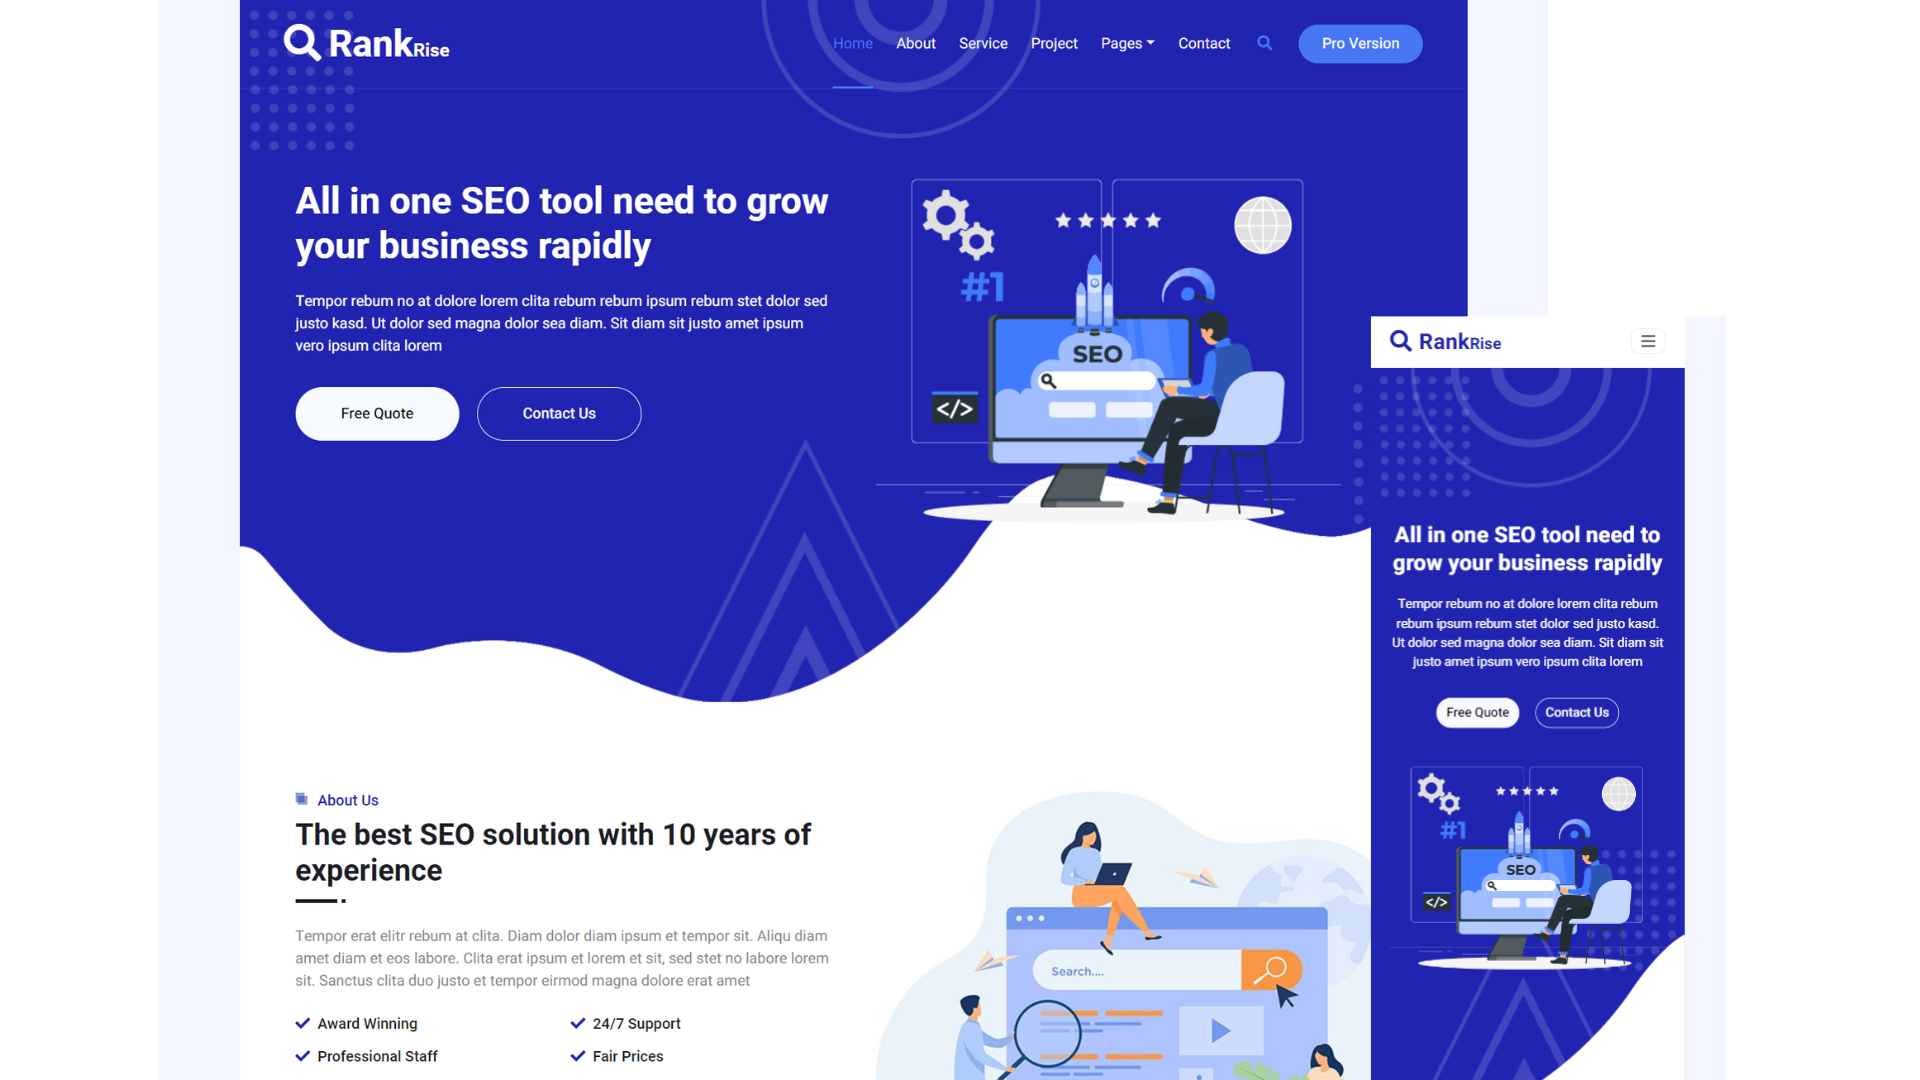 RankRise
Home About Service Project Pages Contact Pro Version
All in one SEO tool need to grow
your business rapidly
Tempor rebum no at dolore lorem clita rebum rebum ipsum rebum stet dolor sed
justo kasd. Ut dolor sed magna dolor sea diam. Sit diam sit justo amet ipsum
vero ipsum clita lorem
Free Quote Contact Us
#1
SEO
</>
About Us
The best SEO solution with 10 years of
experience
Tempor erat elitr rebum at clita. Diam dolor diam ipsum et tempor sit. Aliqu diam
amet diam et eos labore. Clita erat ipsum et lorem et sit, sed stet no labore lorem
sit. Sanctus clita duo justo et tempor eirmod magna dolore erat amet
Award Winning 24/7 Support
Professional Staff Fair Prices
Search....
RankRise
All in one SEO tool need to
grow your business rapidly
Tempor rebum no at dolore lorem clita rebum
rebum ipsum rebum stet dolor sed justo kasd.
Ut dolor sed magna dolor sea diam. Sit diam sit
justo amet ipsum vero ipsum clita lorem
Free Quote Contact Us
#1
SEO
</>